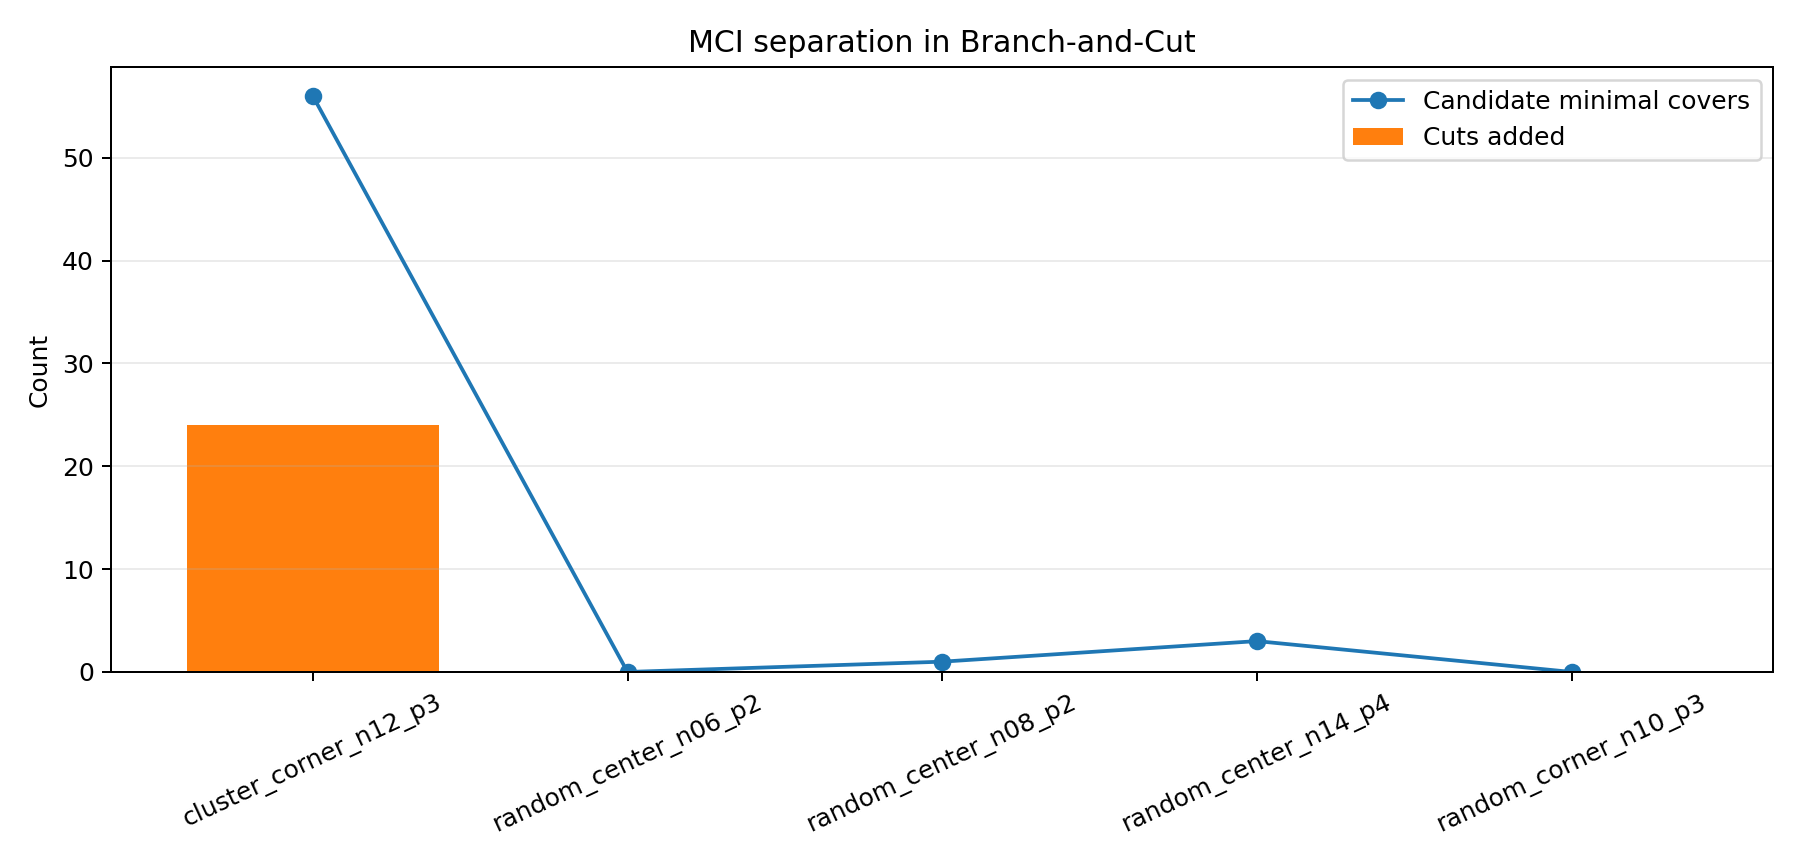 MCI separation in Branch-and-Cut
Candidate minimal covers
Cuts added
Count
50
40
30
20
10
0
cluster_corner_n12_p3
random_center_n06_p2
random_center_n08_p2
random_center_n14_p4
random_corner_n10_p3